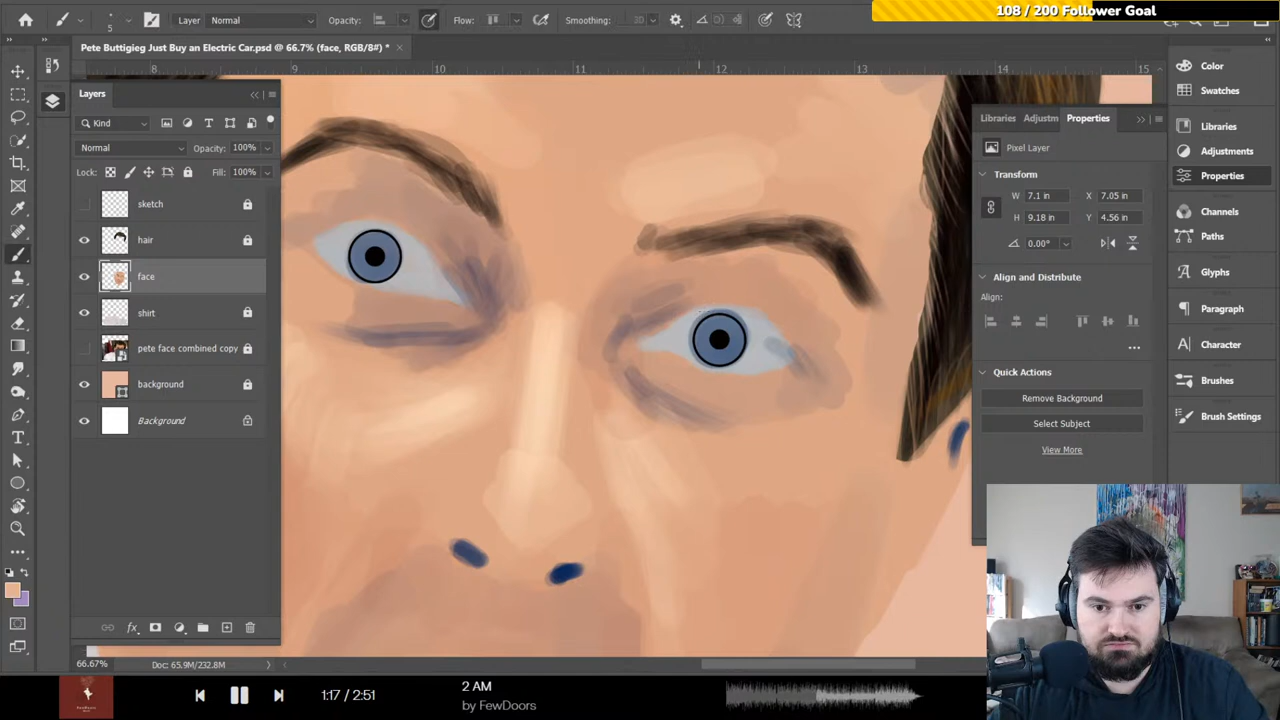 108 / 200 Follower Goal
5
Layer
Normal
Opacity:
Flow:
Smoothing:
Pete Buttigieg Just Buy an Electric Car.psd @ 66.7% (face, RGB/8#) *
8
10
11
12
13
14
15
Layers
Kind
Normal
Opacity: 100%
Lock:
Fill: 100%
sketch
hair
face
shirt
pete face combined copy
background
Background
Libraries
Adjustm
Properties
Pixel Layer
Transform
W 7.1 in
X 7.05 in
H 9.18 in
Y 4.56 in
0.00°
Align and Distribute
Align:
Quick Actions
Remove Background
Select Subject
View More
Color
Swatches
Libraries
Adjustments
Properties
Channels
Paths
Glyphs
Paragraph
Character
Brushes
Brush Settings
fx
66.67%
Doc: 65.9M/232.8M
1:17 / 2:51
2 AM
by FewDoors